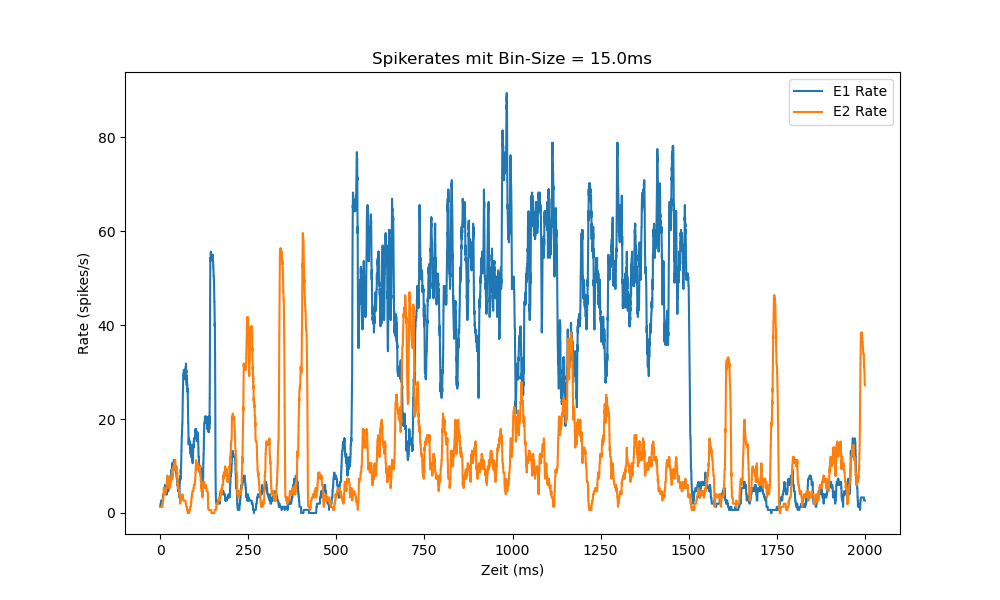 Spikerates mit Bin-Size = 15.0ms
E1 Rate
E2 Rate
80
60
40
20
0
Rate (spikes/s)
0 250 500 750 1000 1250 1500 1750 2000
Zeit (ms)